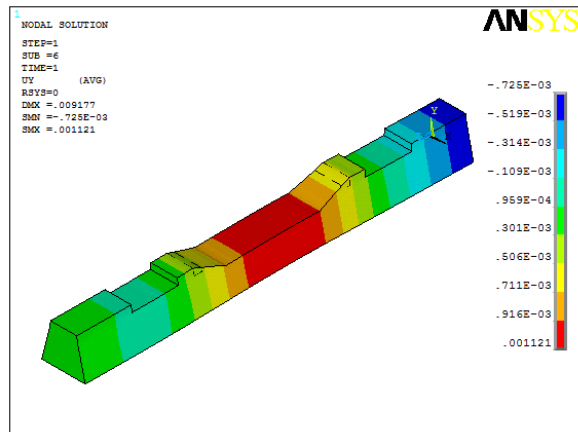 1
NODAL SOLUTION
ANSYS
STEP=1
SUB =6
TIME=1
UY (AVG)
RSYS=0
DMX =.009177
SMN =-.725E-03
SMX =.001121
-.725E-03
-.519E-03
-.314E-03
-.109E-03
.959E-04
.301E-03
.506E-03
.711E-03
.916E-03
.001121
Y